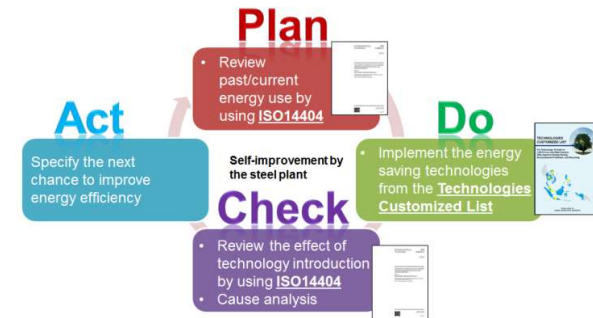 Plan
• Review
past/current
energy use by
using ISO14404
Act
Specify the next
chance to improve
energy efficiency
Self-improvement by
the steel plant
Do
• Implement the energy
saving technologies
from the Technologies
Customized List
TECHNOLOGIES
CUSTOMIZED LIST
Check
• Review the effect of
technology introduction
by using ISO14404
• Cause analysis